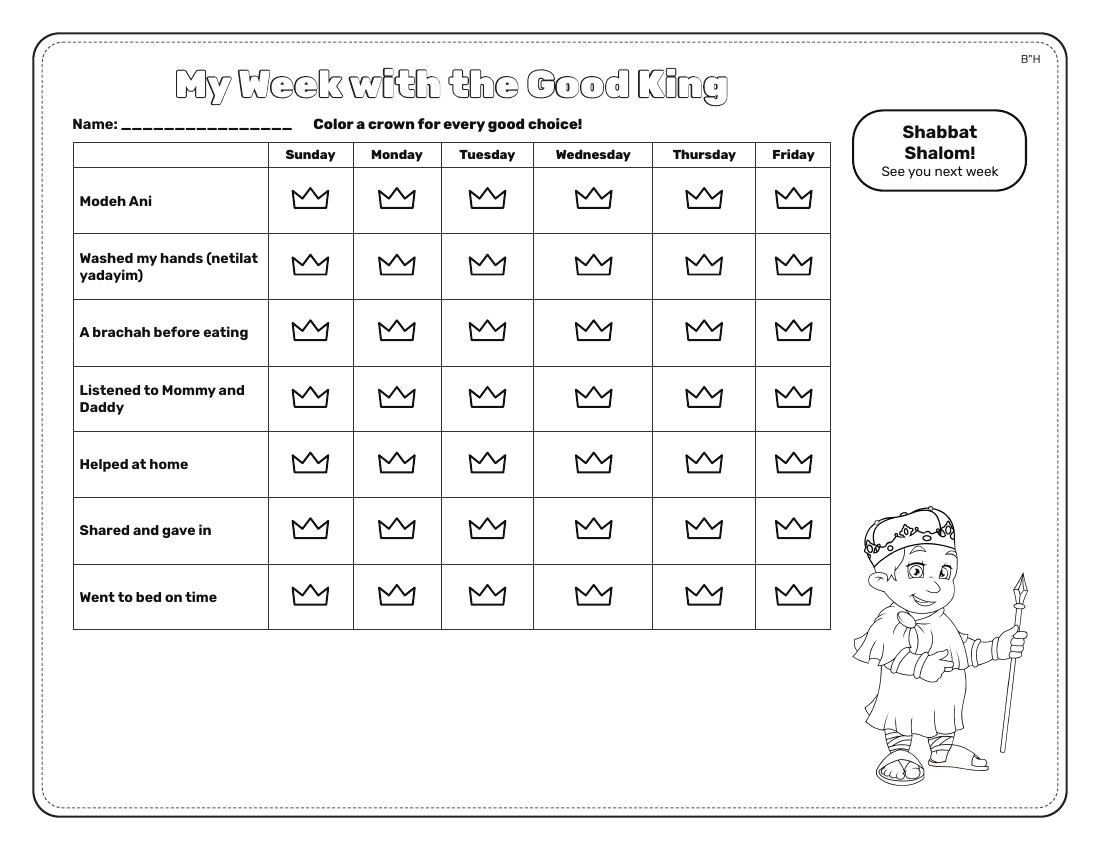 B"H
My Week with the Good King
Name: ________________ Color a crown for every good choice!
Shabbat
Shalom!
See you next week
Sunday Monday Tuesday Wednesday Thursday Friday
Modeh Ani
Washed my hands (netilat
yadayim)
A brachah before eating
Listened to Mommy and
Daddy
Helped at home
Shared and gave in
Went to bed on time